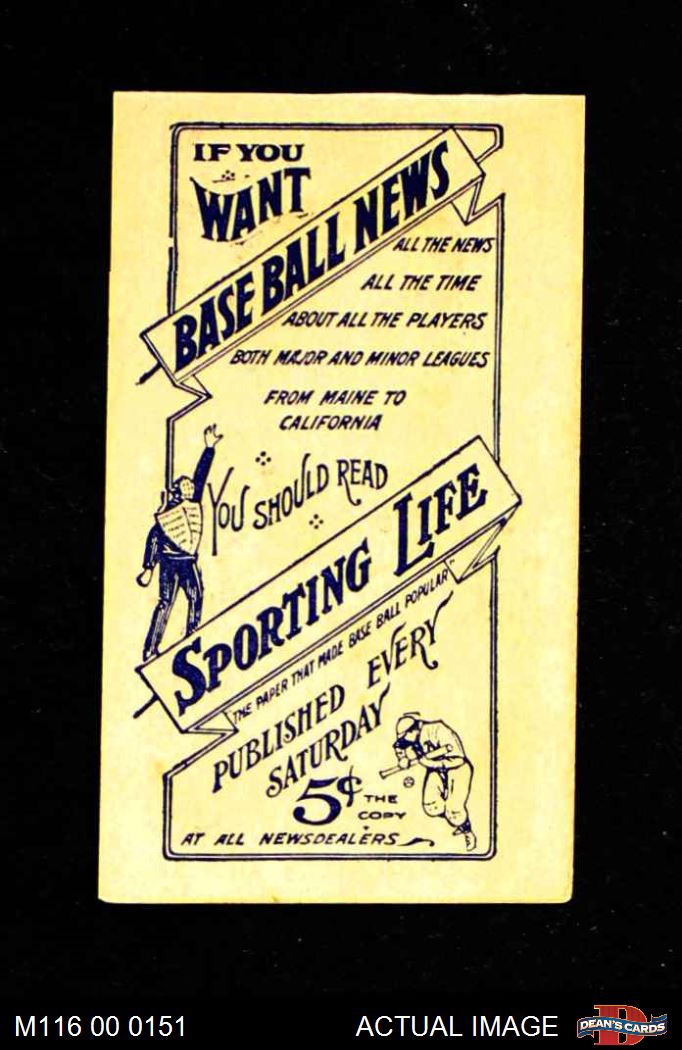 IF YOU
WANT
BASE BALL NEWS
ALL THE NEWS
ALL THE TIME
ABOUT ALL THE PLAYERS
BOTH MAJOR AND MINOR LEAGUES
FROM MAINE TO
CALIFORNIA
YOU SHOULD READ
SPORTING LIFE
"THE PAPER THAT MADE BASE BALL POPULAR"
PUBLISHED EVERY
SATURDAY
5¢ THE
COPY
AT ALL NEWSDEALERS
M116 00 0151
ACTUAL IMAGE
DEAN'S CARDS